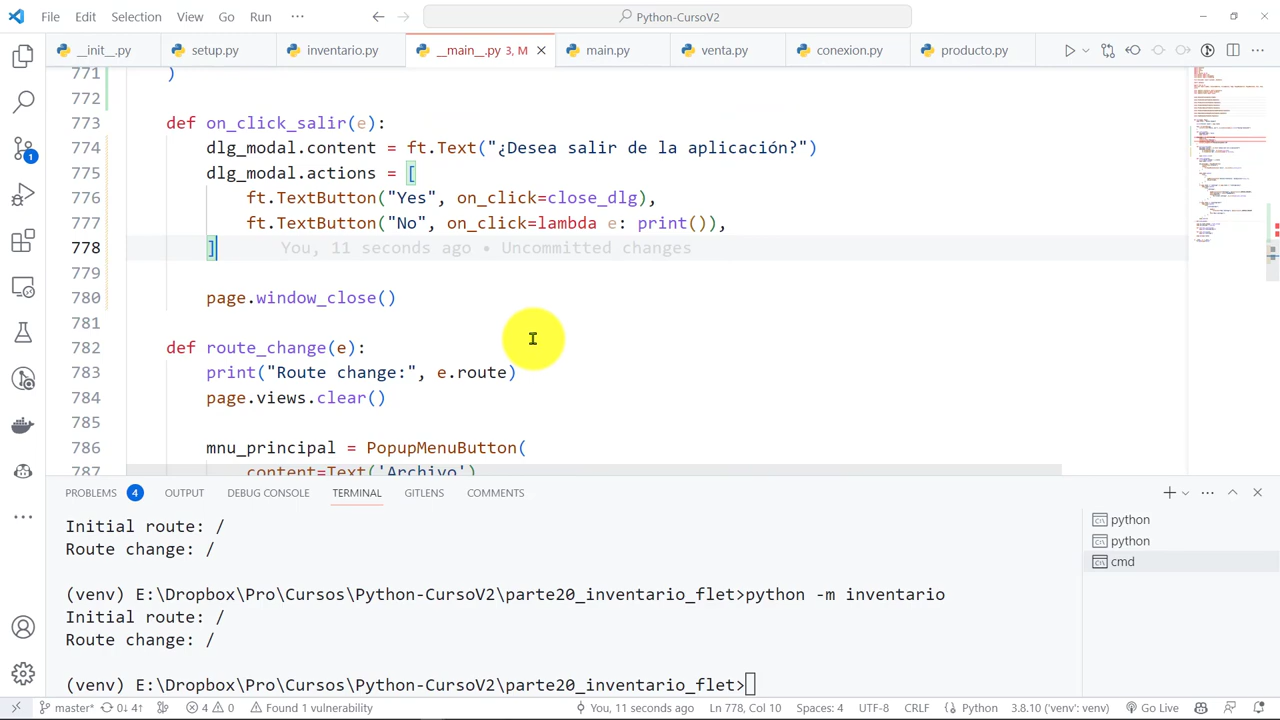 File Edit Selection View Go Run ··· Python-CursoV2
__init__.py setup.py inventario.py __main__.py 3, M main.py venta.py conexion.py producto.py
771 )
772
def on_click_salir(e):
774 dlg_modal.content = ft.Text("¿Desea salir de la aplicacion?")
dlg_modal.actions = [
ft.TextButton("Yes", on_click=close_dlg),
ft.TextButton("No", on_click=lambda e: print()),
778 ] You, 11 seconds ago • Uncommitted changes
779
780 page.window_close()
781
782 def route_change(e):
783 print("Route change:", e.route)
784 page.views.clear()
785
786 mnu_principal = PopupMenuButton(
787 content=Text('Archivo')
PROBLEMS 4 OUTPUT DEBUG CONSOLE TERMINAL GITLENS COMMENTS
Initial route: /
Route change: /
(venv) E:\Dropbox\Pro\Cursos\Python-CursoV2\parte20_inventario_flet>python -m inventario
Initial route: /
Route change: /
(venv) E:\Dropbox\Pro\Cursos\Python-CursoV2\parte20_inventario_flet>
python
python
cmd
1
master* 0↓ 4↑ 4 0 Found 1 vulnerability You, 11 seconds ago Ln 778, Col 10 Spaces: 4 UTF-8 CRLF Python 3.8.10 ('venv': venv) Go Live